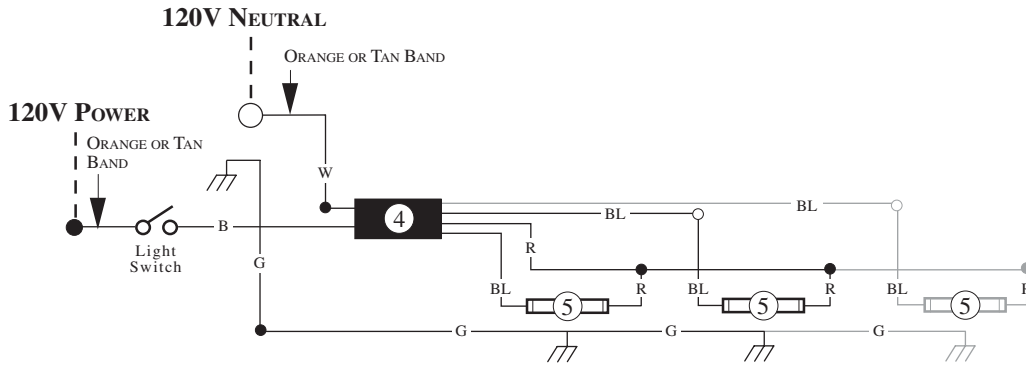 120V NEUTRAL
ORANGE OR TAN BAND
120V POWER
ORANGE OR TAN
BAND
W
4
BL
BL
B
R
Light
Switch
G
BL
5
R
BL
5
R
BL
5
G
G
G